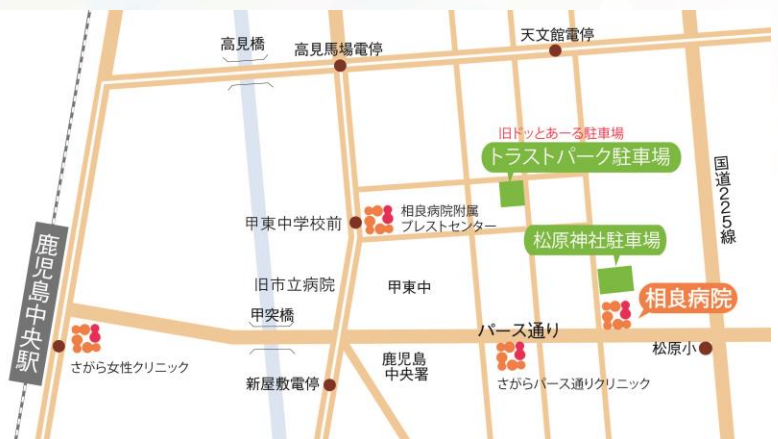 高見橋
高見馬場電停
天文館電停
旧ドッとあーる駐車場
トラストパーク駐車場
国道225線
甲東中学校前
相良病院附属
ブレストセンター
松原神社駐車場
鹿児島中央駅
旧市立病院
甲東中
相良病院
甲突橋
パース通り
さがら女性クリニック
鹿児島
中央署
松原小
新屋敷電停
さがらパース通りクリニック